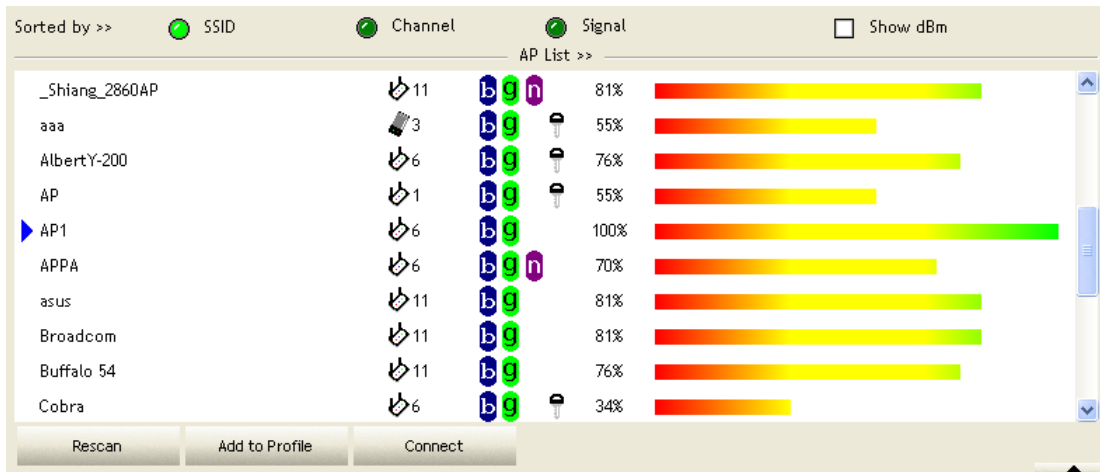 Sorted by >> SSID Channel Signal Show dBm
AP List >>
_Shiang_2860AP 11 b g n 81%
aaa 3 b g 55%
AlbertY-200 6 b g 76%
AP 1 b g 55%
AP1 6 b g 100%
APPA 6 b g n 70%
asus 11 b g 81%
Broadcom 11 b g 81%
Buffalo 54 11 b g 76%
Cobra 6 b g 34%
Rescan Add to Profile Connect